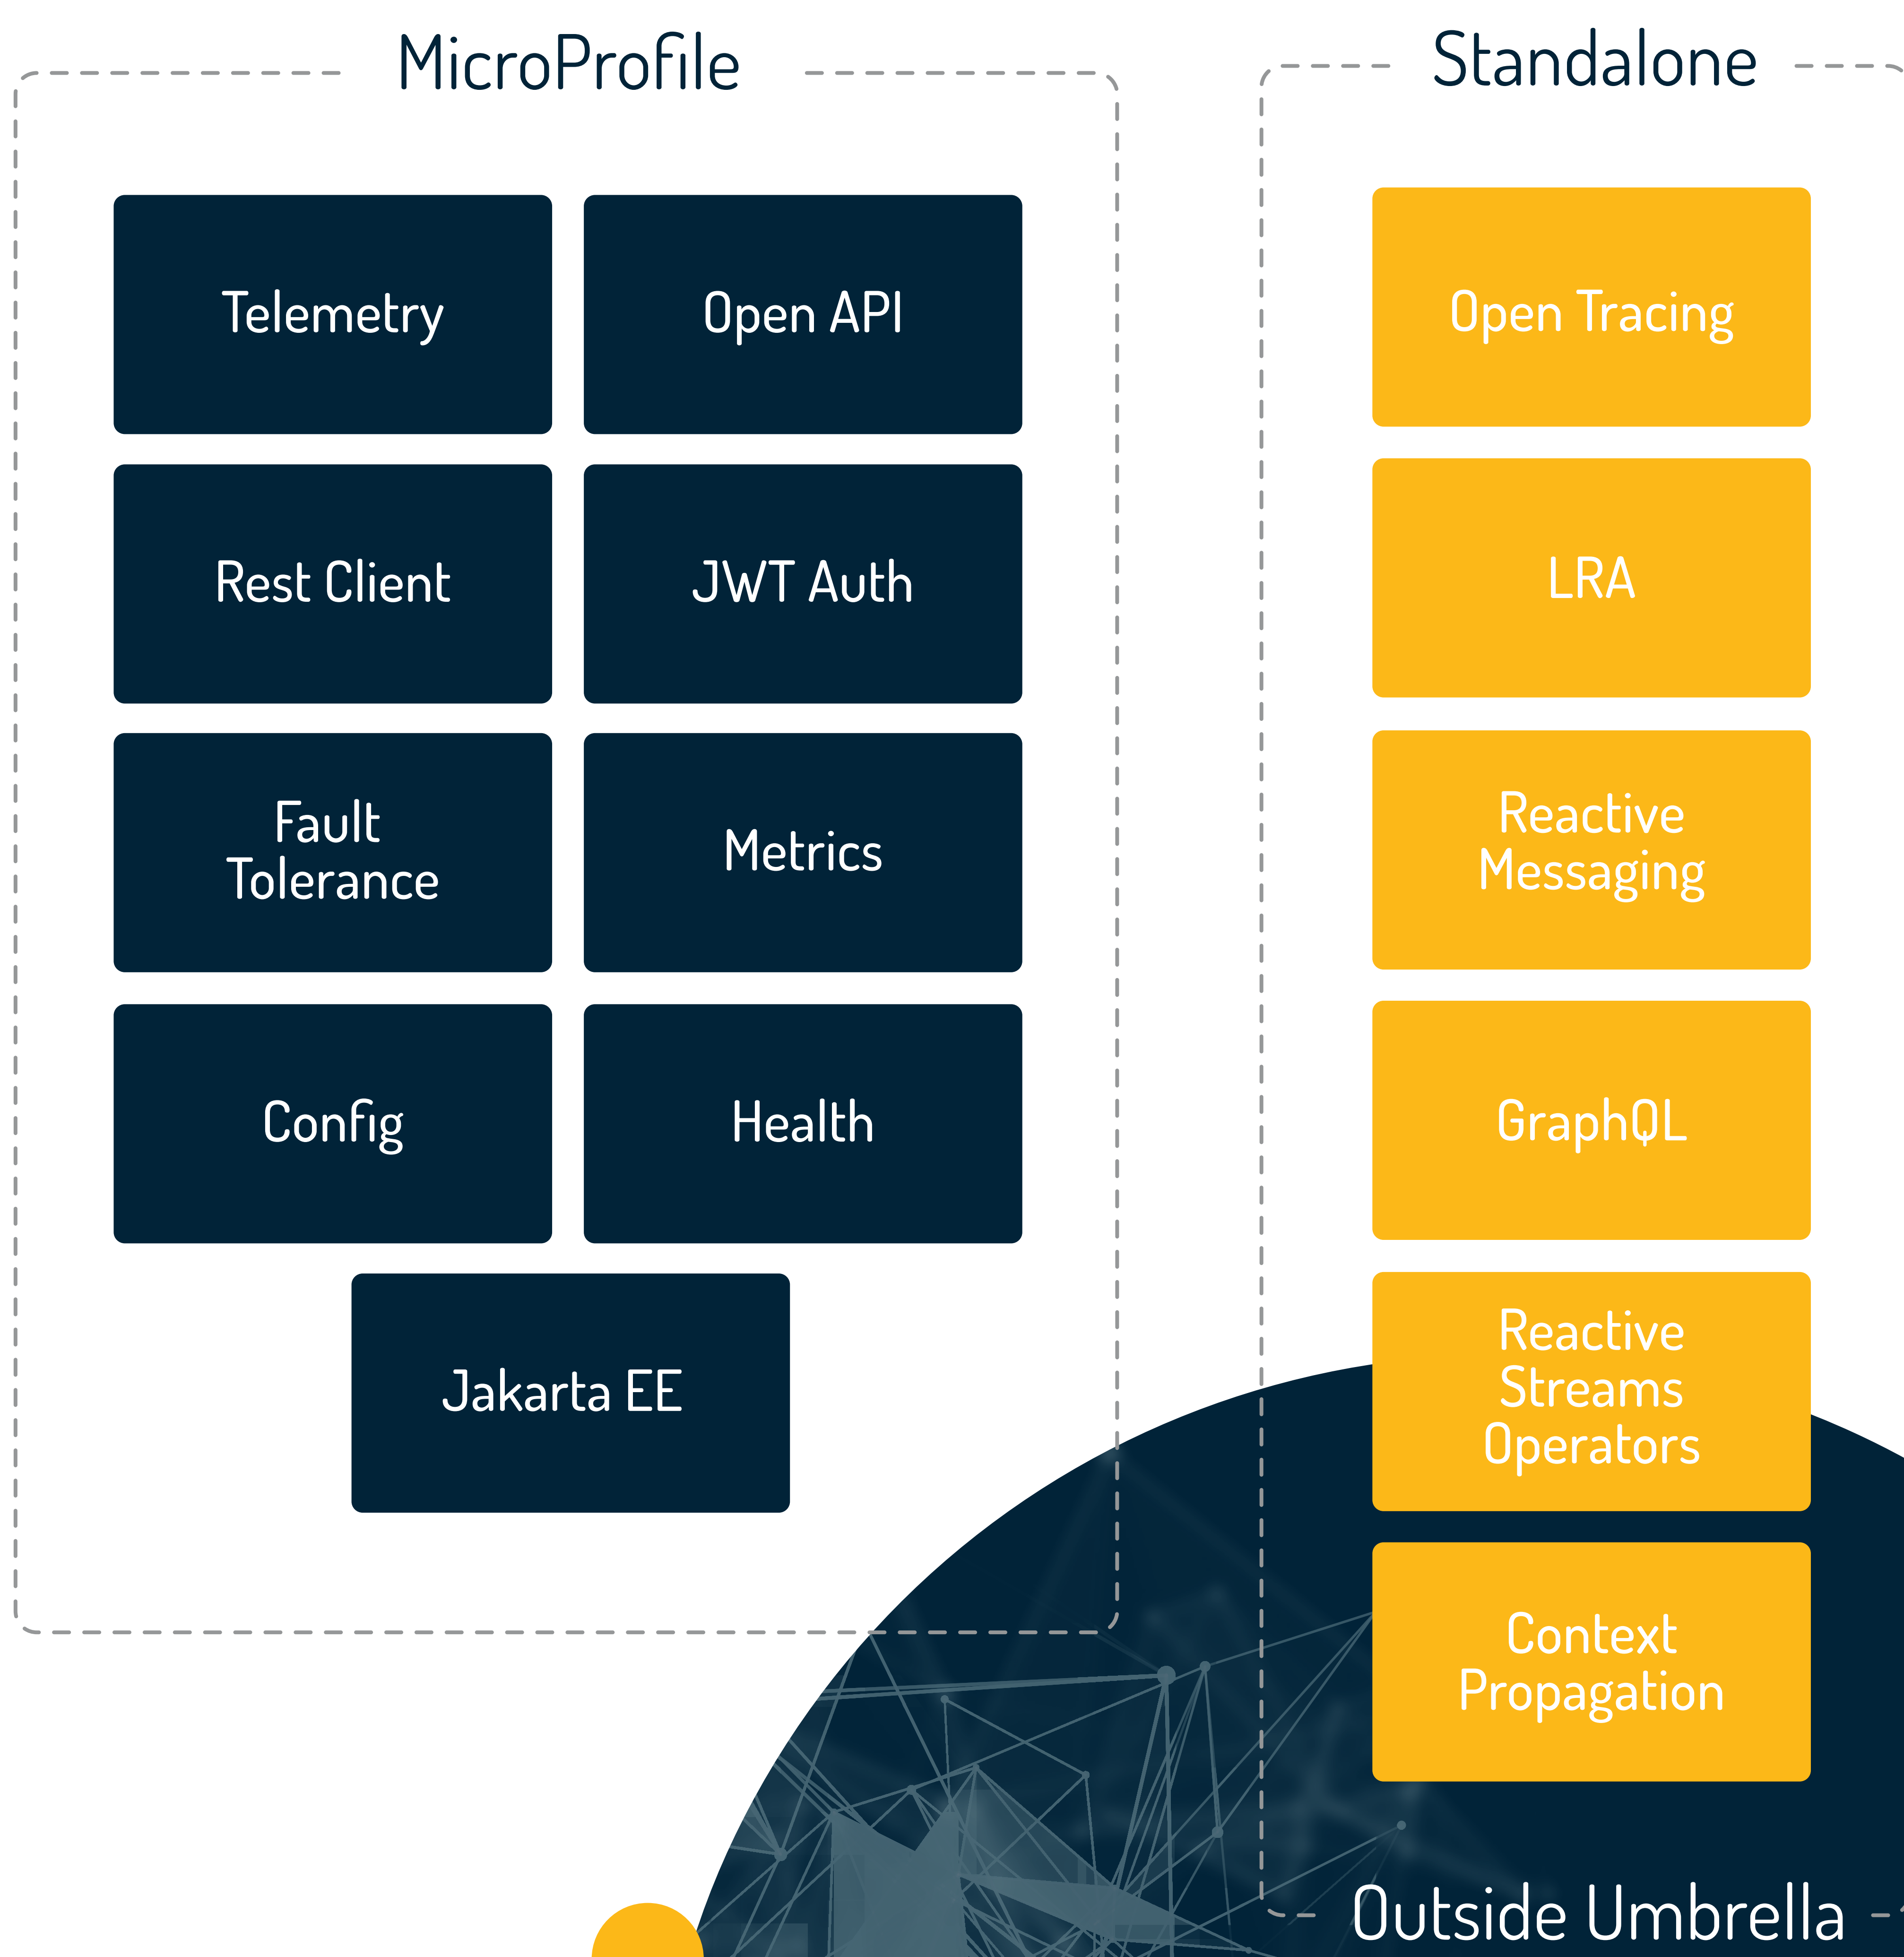 MicroProfile
Telemetry
Open API
Rest Client
JWT Auth
Fault
Tolerance
Metrics
Config
Health
Jakarta EE
Standalone
Open Tracing
LRA
Reactive
Messaging
GraphQL
Reactive
Streams
Operators
Context
Propagation
Outside Umbrella